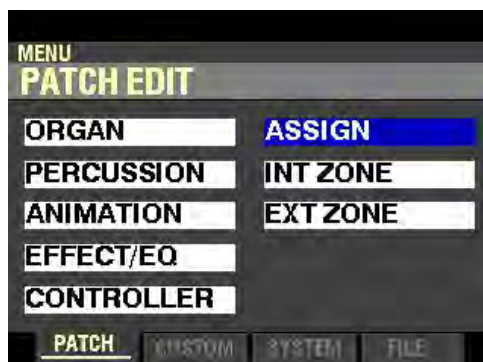 MENU
PATCH EDIT
ORGAN
ASSIGN
PERCUSSION
INT ZONE
ANIMATION
EXT ZONE
EFFECT/EQ
CONTROLLER
PATCH CUSTOM SYSTEM FILE